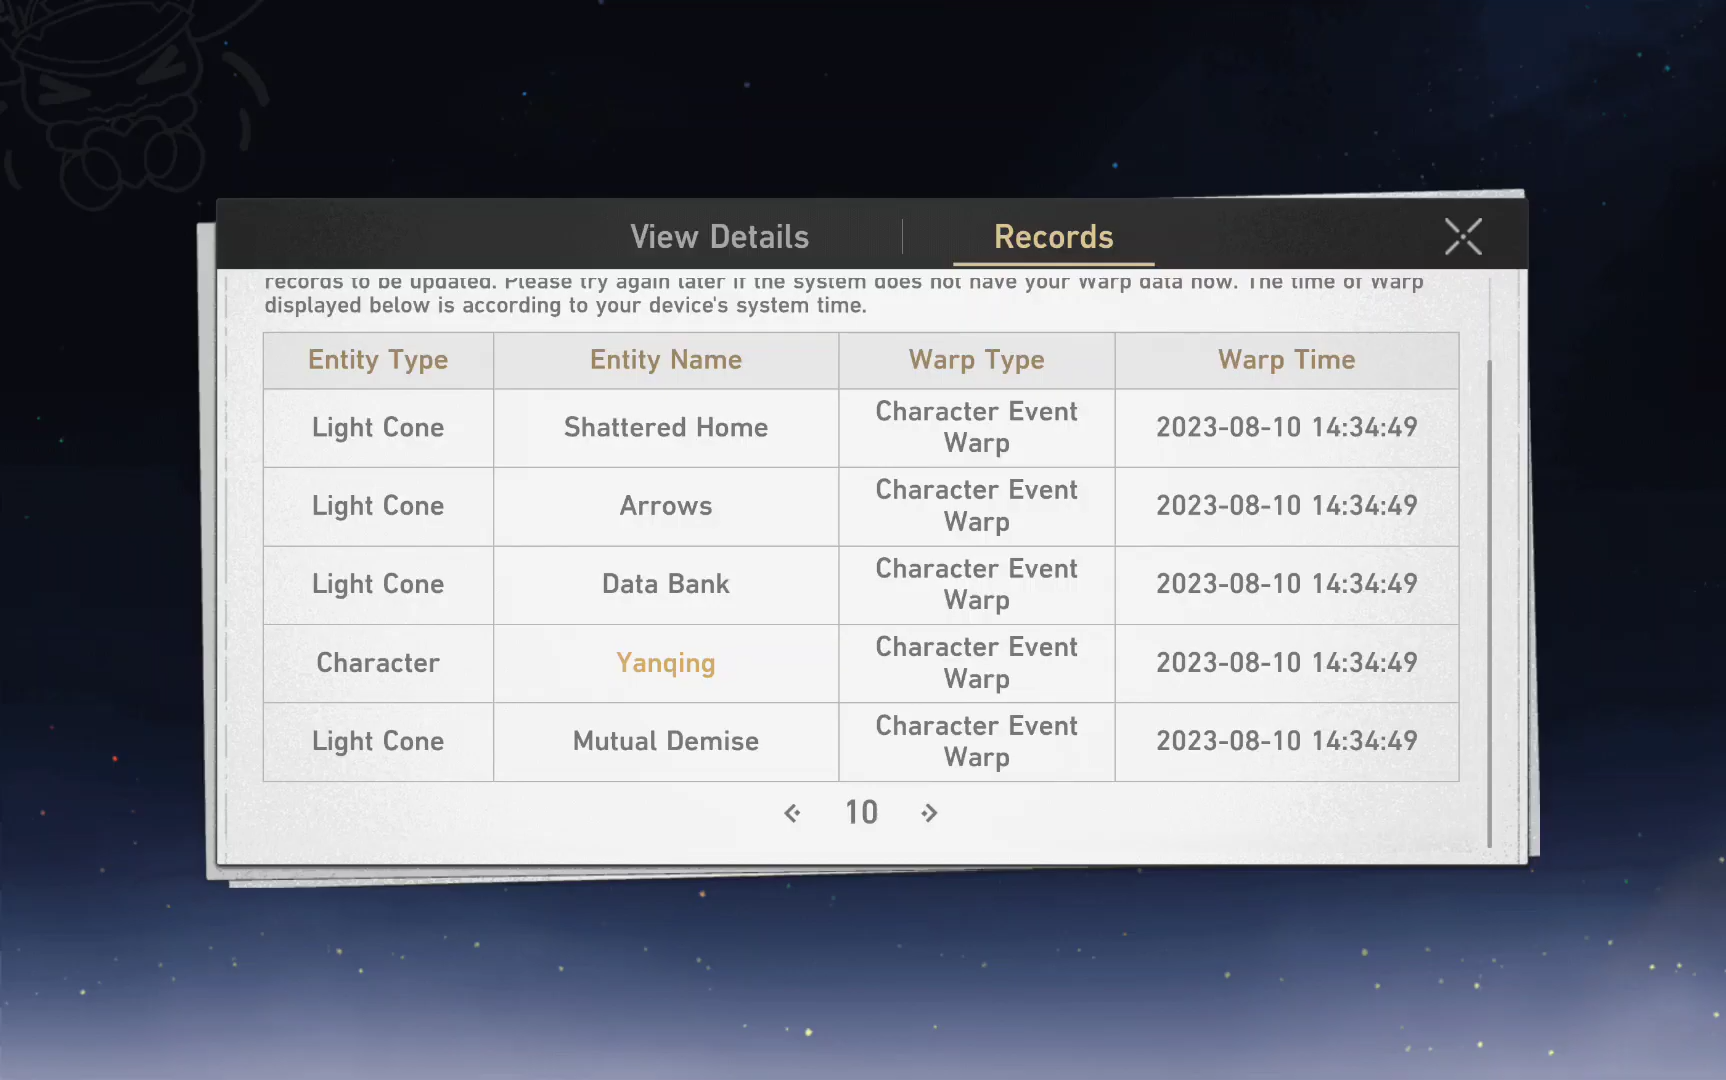 View Details
Records
records to be updated. Please try again later if the system does not have your Warp data now. The time of Warp
displayed below is according to your device's system time.
Entity Type Entity Name Warp Type Warp Time
Light Cone Shattered Home Character Event Warp 2023-08-10 14:34:49
Light Cone Arrows Character Event Warp 2023-08-10 14:34:49
Light Cone Data Bank Character Event Warp 2023-08-10 14:34:49
Character Yanqing Character Event Warp 2023-08-10 14:34:49
Light Cone Mutual Demise Character Event Warp 2023-08-10 14:34:49
10